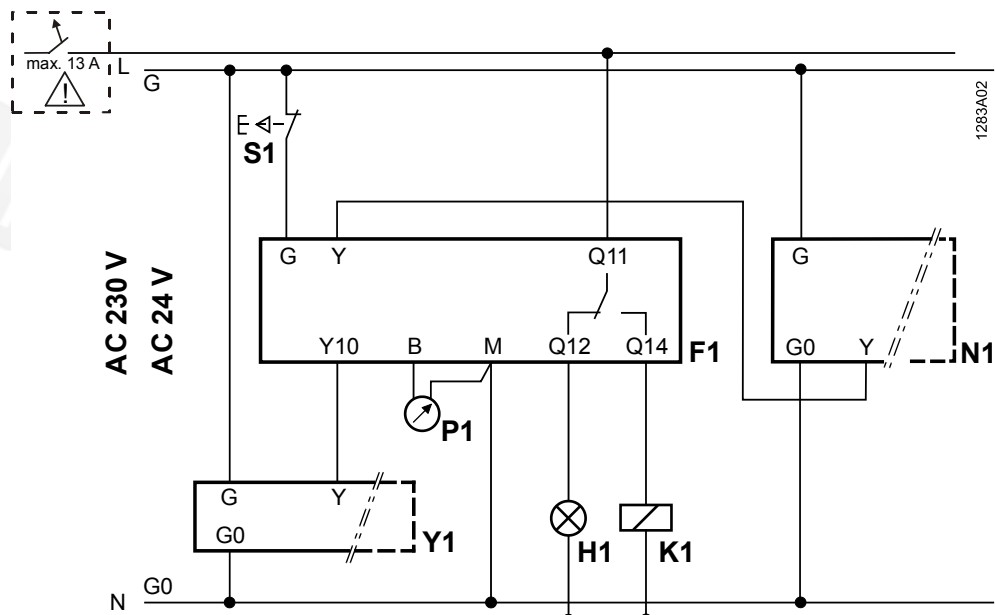 max. 13 A
L
G
1283A02
S1
AC 230 V
AC 24 V
G Y Q11
Y10 B M Q12 Q14
F1
G
G0 Y
N1
P1
G Y
G0
Y1
H1
K1
G0
N